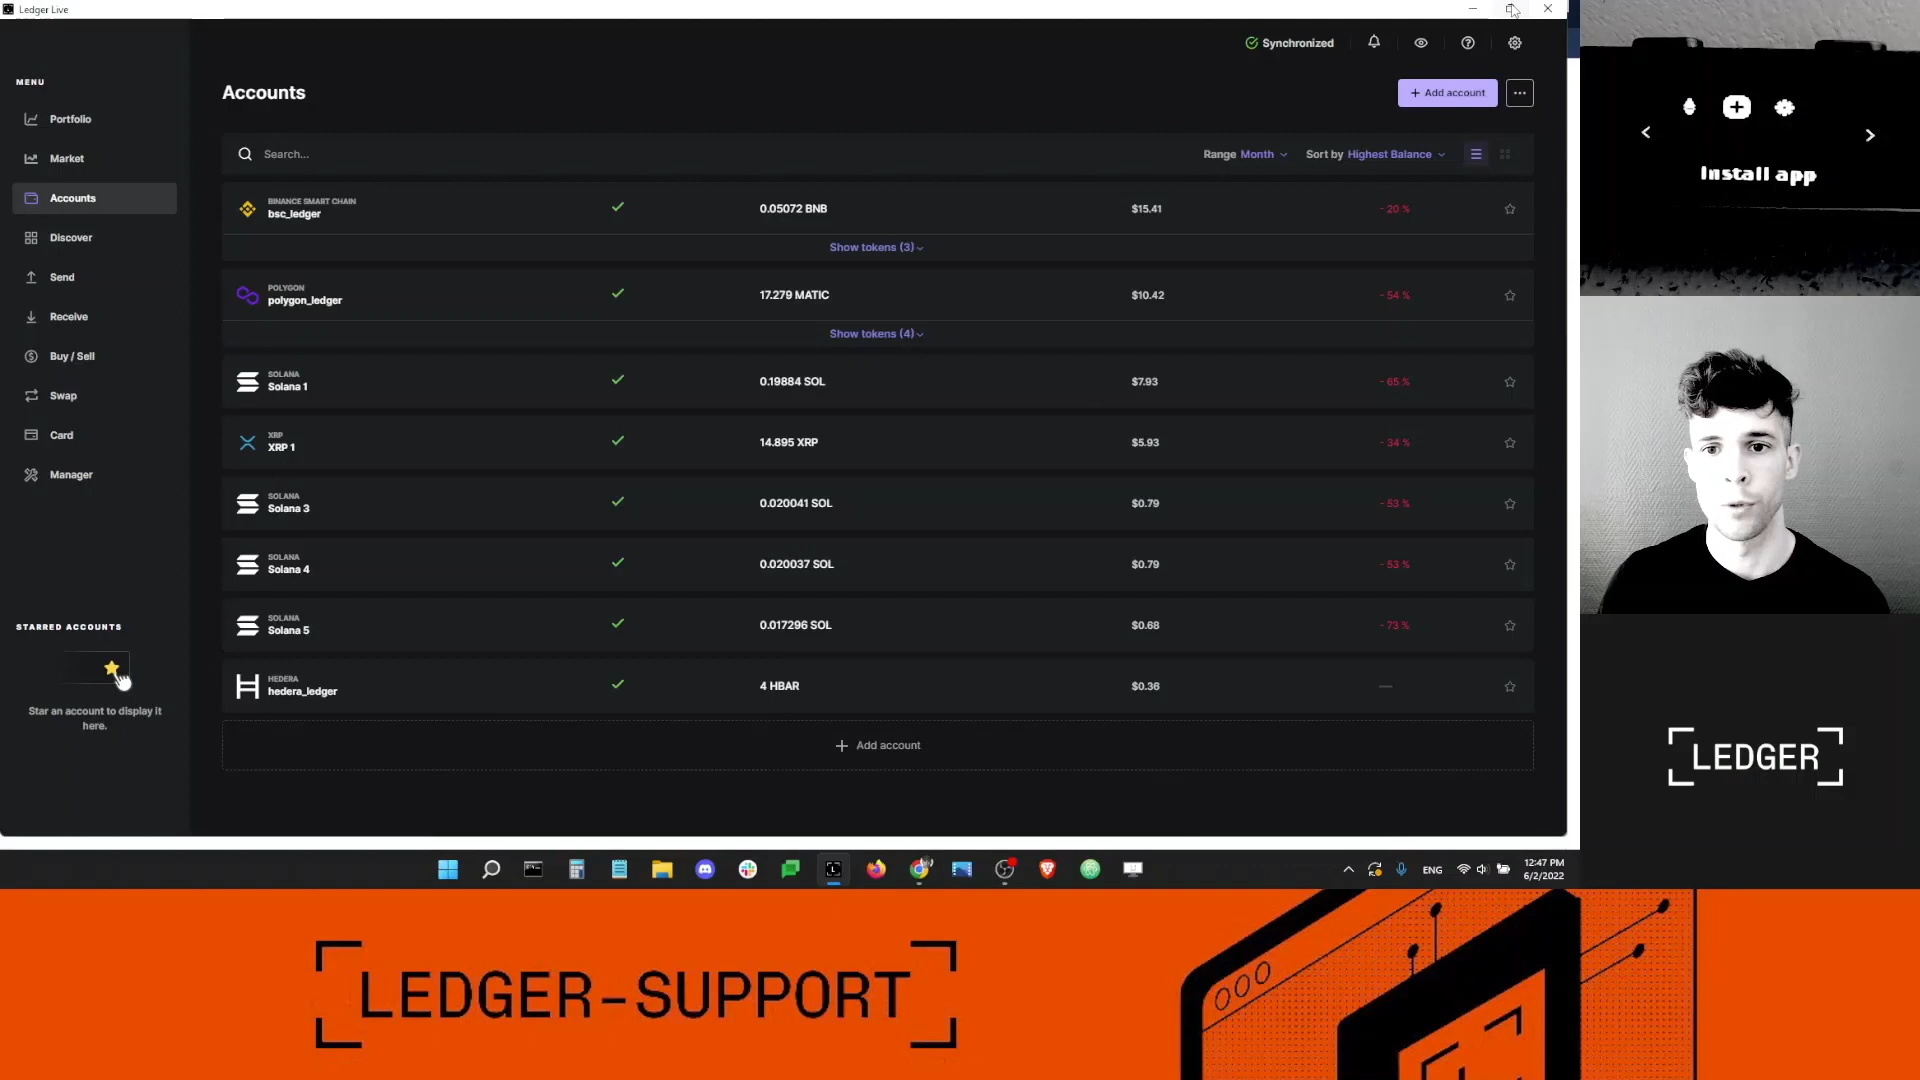 Ledger Live
Synchronized
MENU
Portfolio
Market
Accounts
Discover
Send
Receive
Buy / Sell
Swap
Card
Manager
STARRED ACCOUNTS
Star an account to display it
here.
Accounts
+ Add account
Search...
Range Month
Sort by Highest Balance
BINANCE SMART CHAIN
bsc_ledger
0.05072 BNB
$15.41
- 20 %
Show tokens (3)
POLYGON
polygon_ledger
17.279 MATIC
$10.42
- 54 %
Show tokens (4)
SOLANA
Solana 1
0.19884 SOL
$7.93
- 65 %
XRP
XRP 1
14.895 XRP
$5.93
- 34 %
SOLANA
Solana 3
0.020041 SOL
$0.79
- 53 %
SOLANA
Solana 4
0.020037 SOL
$0.79
- 53 %
SOLANA
Solana 5
0.017296 SOL
$0.68
- 73 %
HEDERA
hedera_ledger
4 HBAR
$0.36
—
+ Add account
Install app
LEDGER
ENG
12:47 PM
6/2/2022
LEDGER-SUPPORT